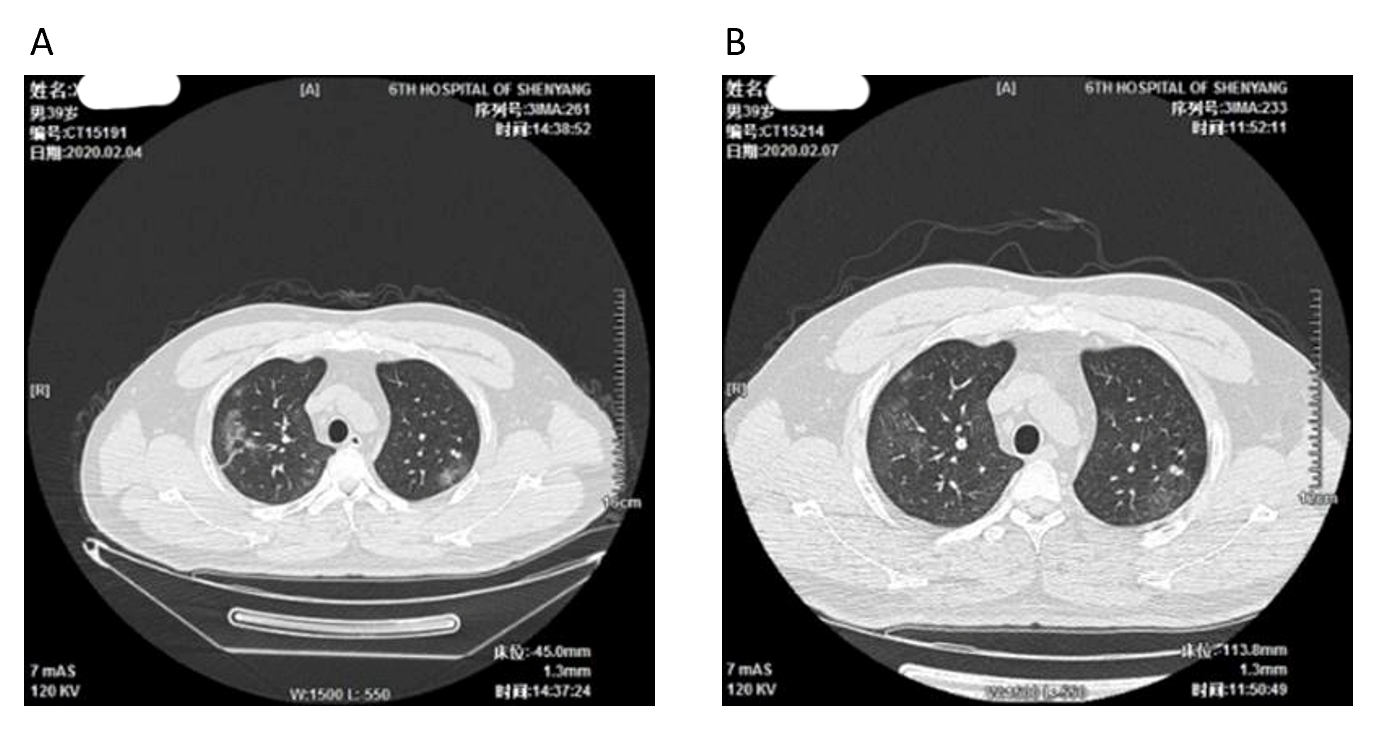 A
姓名:
男39岁
编号:CT15191
日期:2020.02.04
[A]
6TH HOSPITAL OF SHENYANG
序列号:3IMA:261
时间:14:38:52
[R]
7 mAS
120 KV
W:1500 L:-550
床位:-45.0mm
1.3mm
时间:14:37:24
B
姓名
男39岁
编号:CT15214
日期:2020.02.07
[A]
6TH HOSPITAL OF SHENYANG
序列号:3IMA:233
时间:11:52:11
[R]
7 mAS
120 KV
床位:-113.8mm
1.3mm
时间:11:50:49